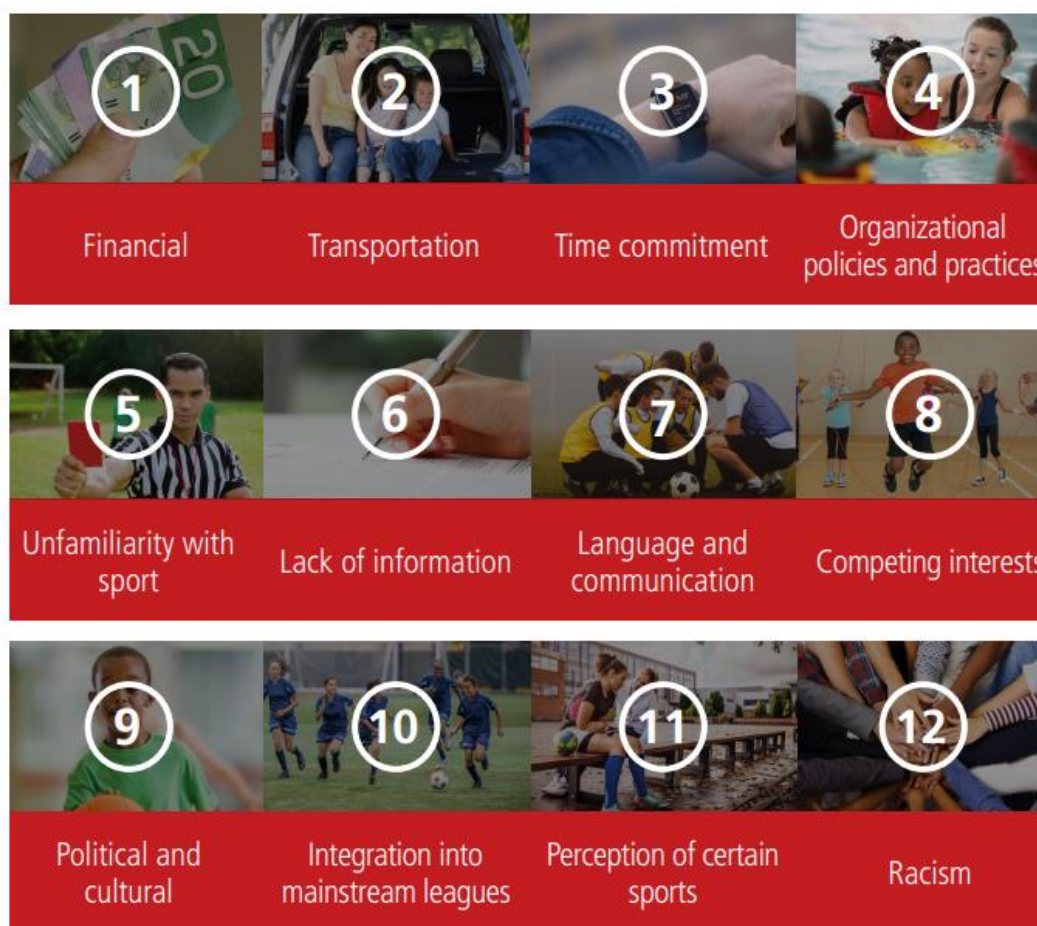 1
2
3
4
Financial
Transportation
Time commitment
Organizational
policies and practices
5
6
7
8
Unfamiliarity with
sport
Lack of information
Language and
communication
Competing interests
9
10
11
12
Political and
cultural
Integration into
mainstream leagues
Perception of certain
sports
Racism